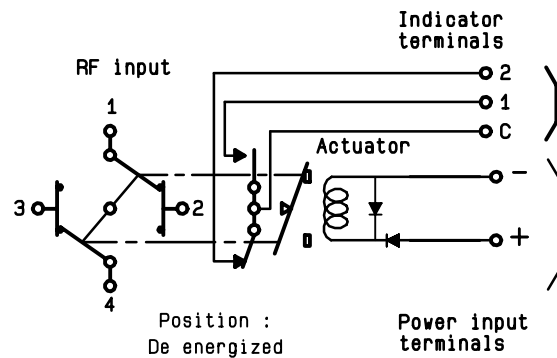 Indicator
terminals
RF input
2
1
1
C
Actuator
-
3
2
+
4
Position :
De energized
Power input
terminals